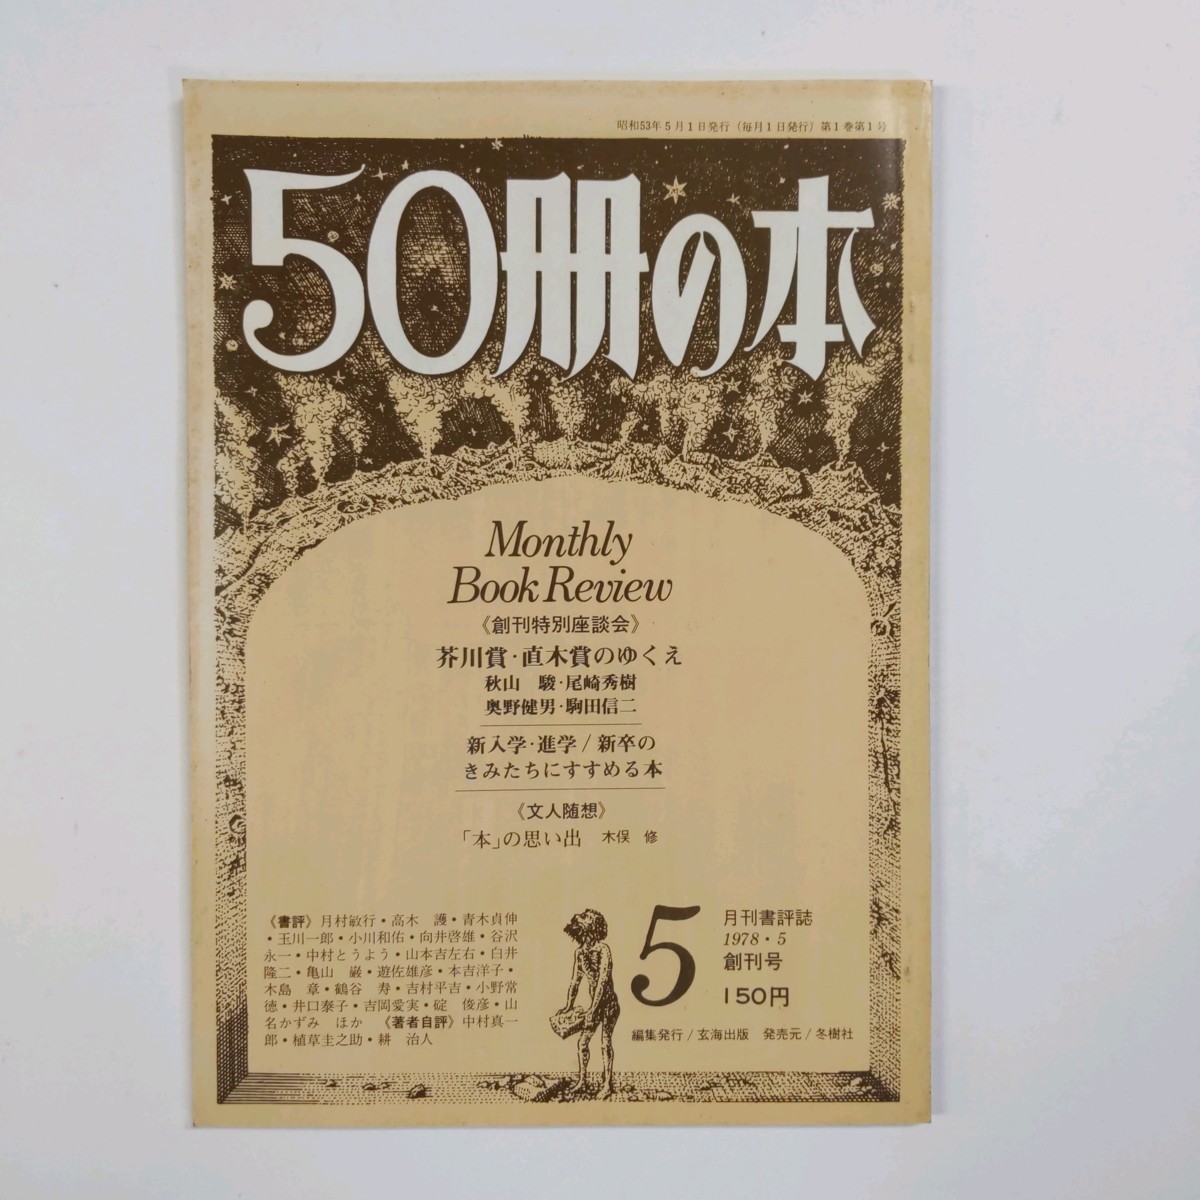 昭和53年5月1日発行（毎月1日発行）第1巻第1号
50冊の本
Monthly
Book Review
《創刊特別座談会》
芥川賞・直木賞のゆくえ
秋山　駿・尾崎秀樹
奥野健男・駒田信二
新入学・進学/新卒の
きみたちにすすめる本
《文人随想》
「本」の思い出　木俣　修
《書評》月村敏行・高木　護・青木貞伸
・玉川一郎・小川和佑・向井啓雄・谷沢
永一・中村とうよう・山本吉左右・白井
隆二・亀山　巌・遊佐雄彦・本吉洋子・
木島　章・鶴谷　寿・吉村平吉・小野常
徳・井口泰子・吉岡愛実・碇　俊彦・山
名かずみ　ほか　《著者自評》中村真一
郎・植草圭之助・耕　治人
5
月刊書評誌
1978・5
創刊号
150円
編集発行/玄海出版　発売元/冬樹社